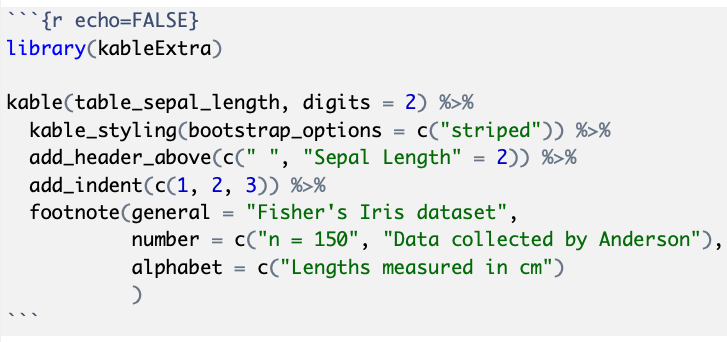 ```{r echo=FALSE}
library(kableExtra)

kable(table_sepal_length, digits = 2) %>%
  kable_styling(bootstrap_options = c("striped")) %>%
  add_header_above(c(" ", "Sepal Length" = 2)) %>%
  add_indent(c(1, 2, 3)) %>%
  footnote(general = "Fisher's Iris dataset",
           number = c("n = 150", "Data collected by Anderson"),
           alphabet = c("Lengths measured in cm")
           )
```